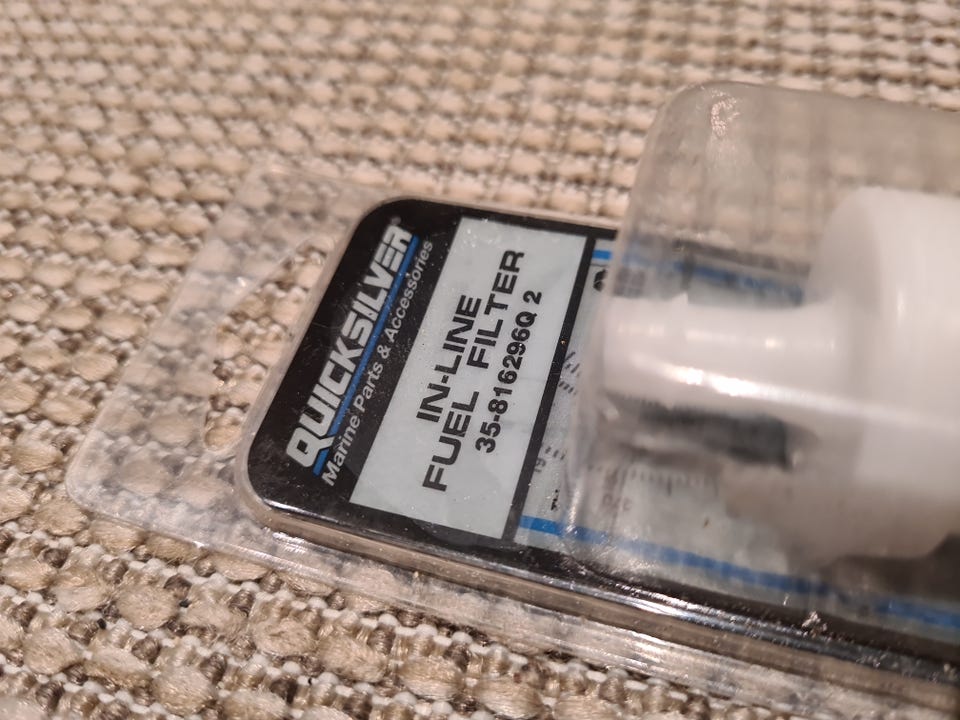 QUICKSILVER®
Marine Parts & Accessories
IN-LINE
FUEL FILTER
35-816296Q 2